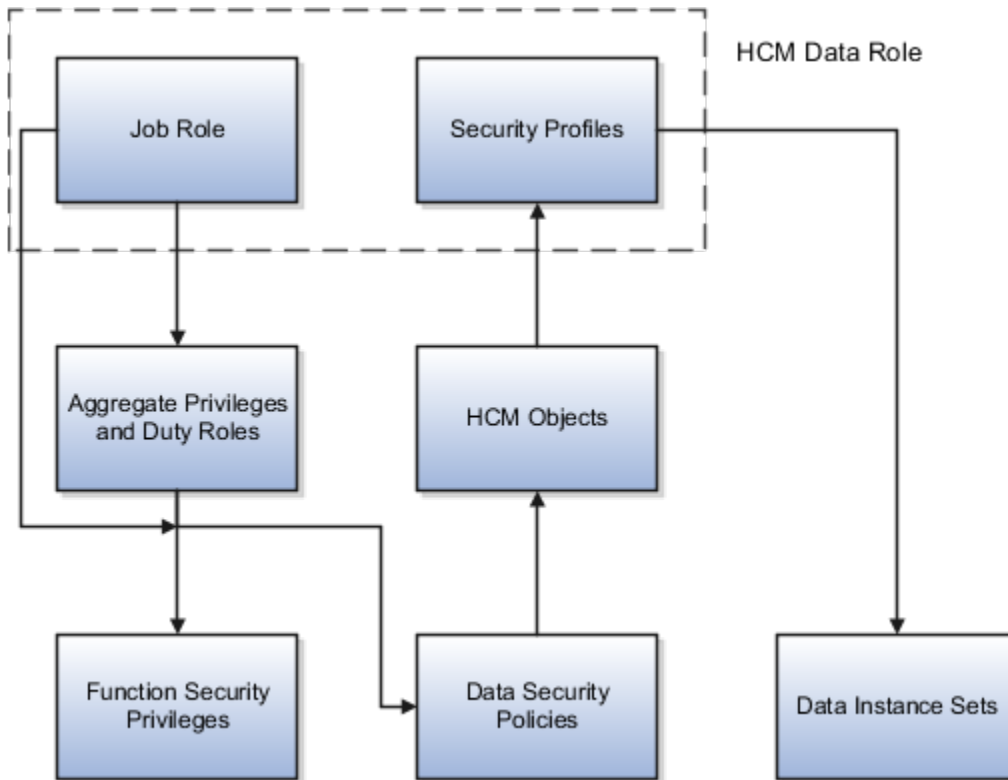 HCM Data Role
Job Role
Security Profiles
Aggregate Privileges
and Duty Roles
HCM Objects
Function Security
Privileges
Data Security
Policies
Data Instance Sets